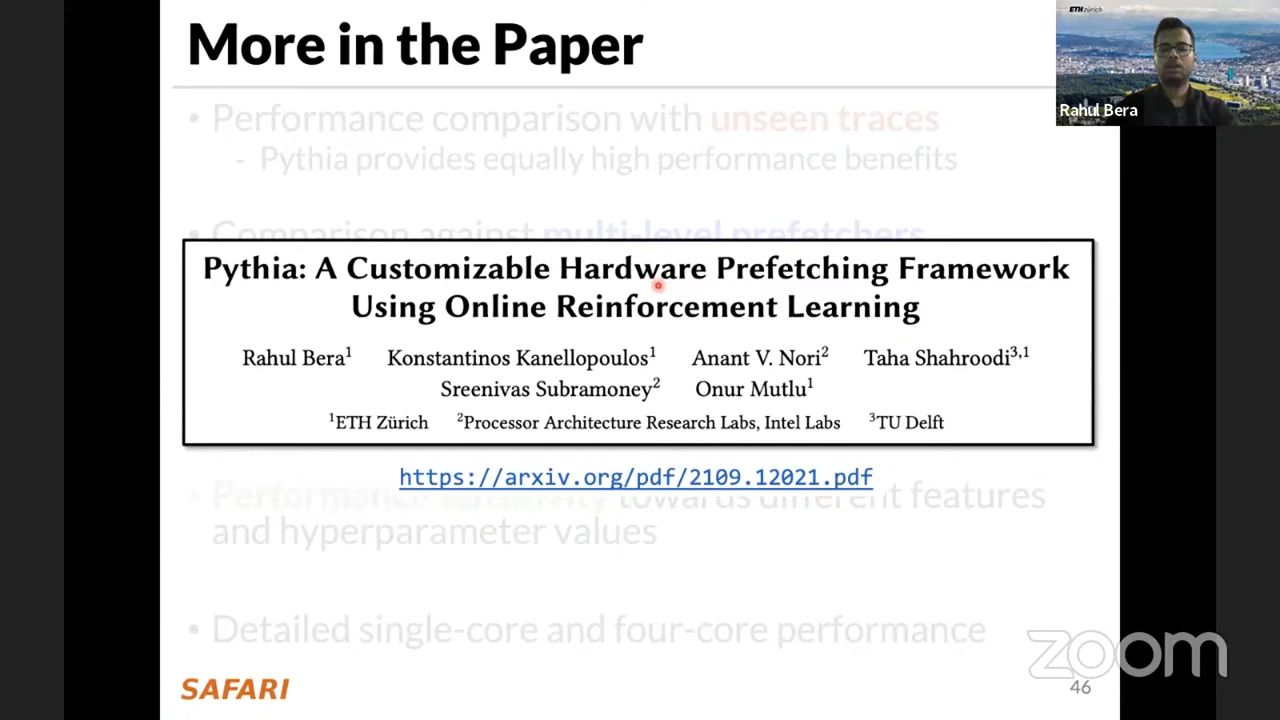 More in the Paper
ETH zürich
Rahul Bera
• Performance comparison with unseen traces
- Pythia provides equally high performance benefits
• Comparison against multi-level prefetchers
Pythia: A Customizable Hardware Prefetching Framework
Using Online Reinforcement Learning
Rahul Bera1 Konstantinos Kanellopoulos1 Anant V. Nori2 Taha Shahroodi3,1
Sreenivas Subramoney2 Onur Mutlu1
1ETH Zürich 2Processor Architecture Research Labs, Intel Labs 3TU Delft
https://arxiv.org/pdf/2109.12021.pdf
• Performance sensitivity towards different features
and hyperparameter values
• Detailed single-core and four-core performance
zoom
SAFARI
46